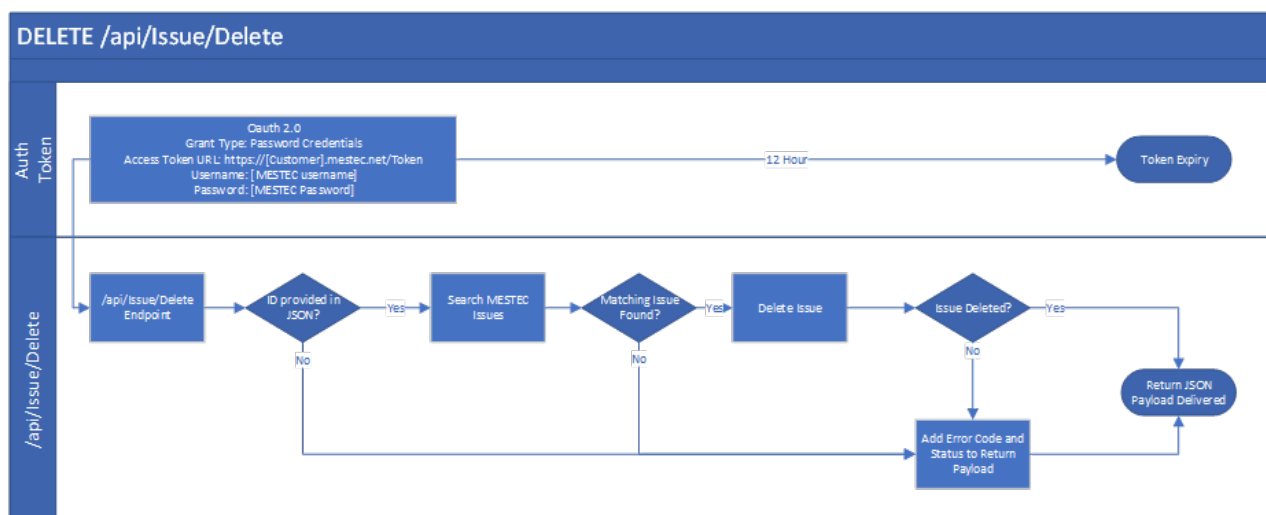 DELETE /api/Issue/Delete
Auth
Token
Oauth 2.0
Grant Type: Password Credentials
Access Token URL: https://[Customer].mestec.net/Token
Username: [MESTEC username]
Password: [MESTEC Password]
12 Hour
Token Expiry
/api/Issue/Delete
/api/Issue/Delete
Endpoint
ID provided in
JSON?
Yes
No
Search MESTEC
Issues
Matching Issue
Found?
Yes
No
Delete Issue
Issue Deleted?
Yes
No
Return JSON
Payload Delivered
Add Error Code and
Status to Return
Payload